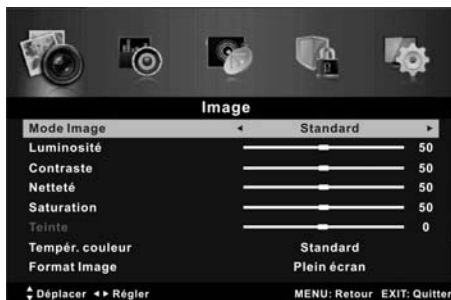 Image
Mode Image Standard
Luminosité 50
Contraste 50
Netteté 50
Saturation 50
Teinte 0
Tempér. couleur Standard
Format Image Plein écran
Déplacer Régler MENU: Retour EXIT: Quitter